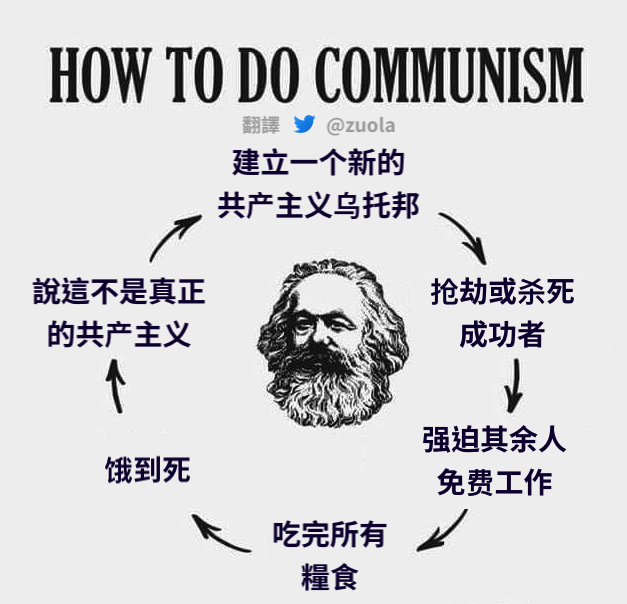 HOW TO DO COMMUNISM
翻譯 @zuola
建立一个新的
共产主义乌托邦
抢劫或杀死
成功者
强迫其余人
免费工作
吃完所有
糧食
饿到死
說這不是真正
的共产主义